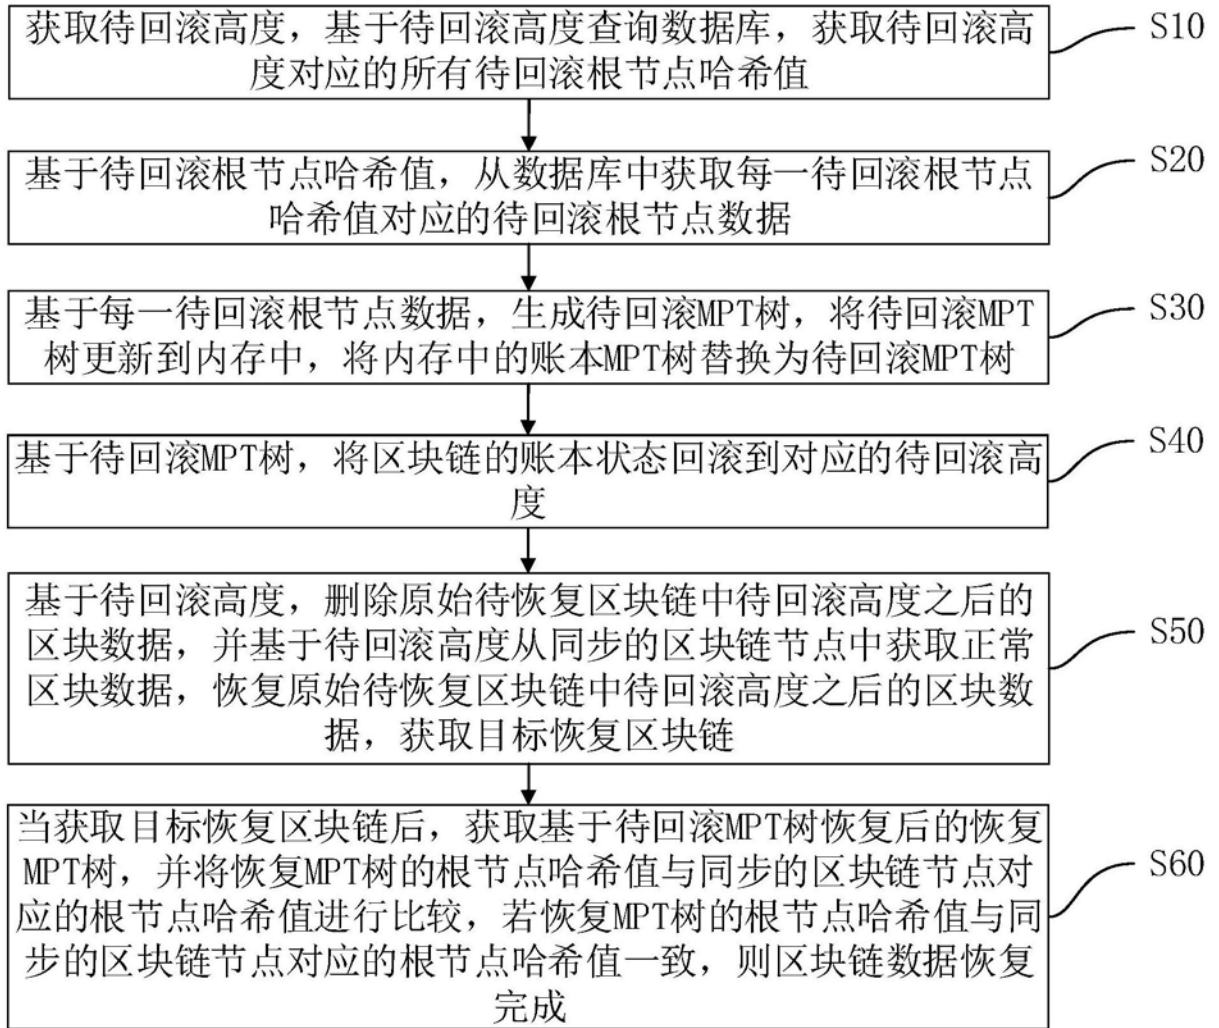 获取待回滚高度，基于待回滚高度查询数据库，获取待回滚高
度对应的所有待回滚根节点哈希值
S10
基于待回滚根节点哈希值，从数据库中获取每一待回滚根节点
哈希值对应的待回滚根节点数据
S20
基于每一待回滚根节点数据，生成待回滚MPT树，将待回滚MPT
树更新到内存中，将内存中的账本MPT树替换为待回滚MPT树
S30
基于待回滚MPT树，将区块链的账本状态回滚到对应的待回滚高
度
S40
基于待回滚高度，删除原始待恢复区块链中待回滚高度之后的
区块数据，并基于待回滚高度从同步的区块链节点中获取正常
区块数据，恢复原始待恢复区块链中待回滚高度之后的区块数
据，获取目标恢复区块链
S50
当获取目标恢复区块链后，获取基于待回滚MPT树恢复后的恢复
MPT树，并将恢复MPT树的根节点哈希值与同步的区块链节点对
应的根节点哈希值进行比较，若恢复MPT树的根节点哈希值与同
步的区块链节点对应的根节点哈希值一致，则区块链数据恢复
完成
S60